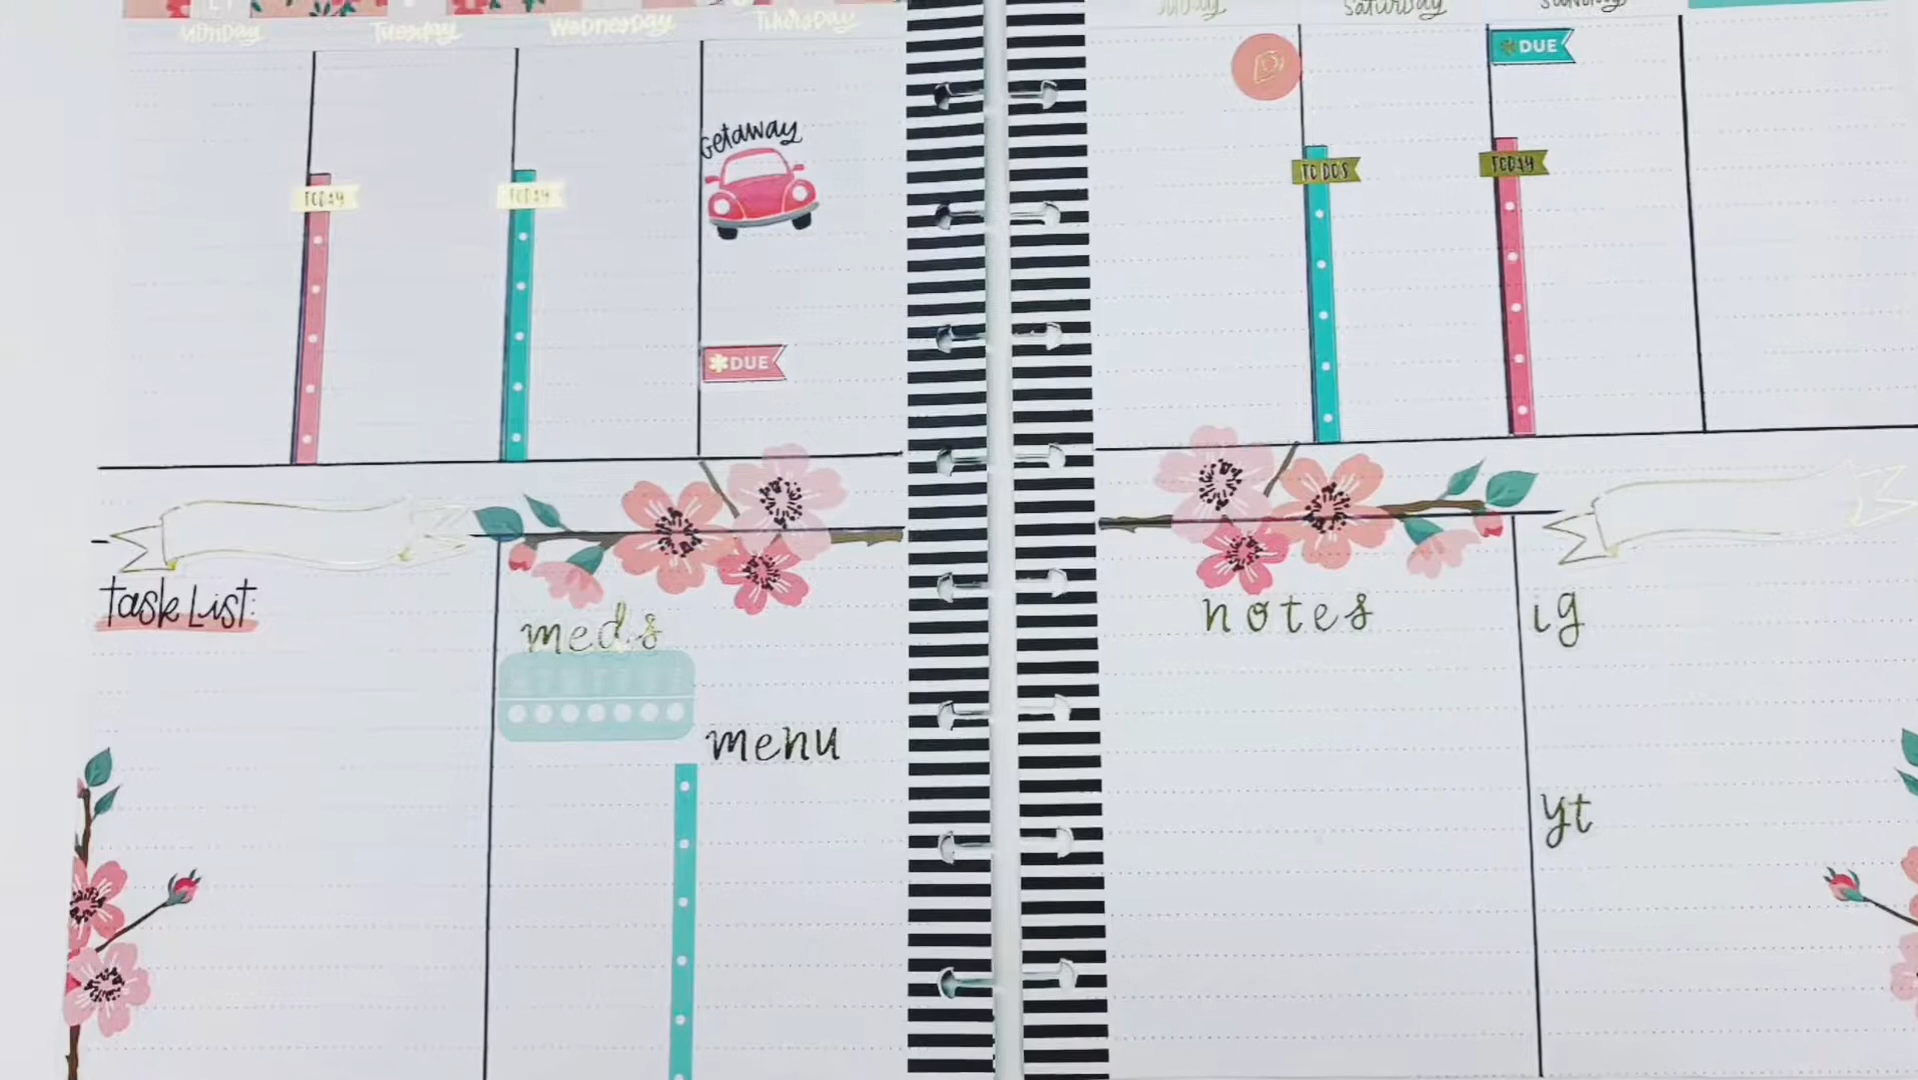 Monday Tuesday Wednesday Thursday
Saturday
DUE
Getaway
TODAY
TODAY
TO DOS
TODAY
DUE
Task List:
meds
menu
notes
ig
yt